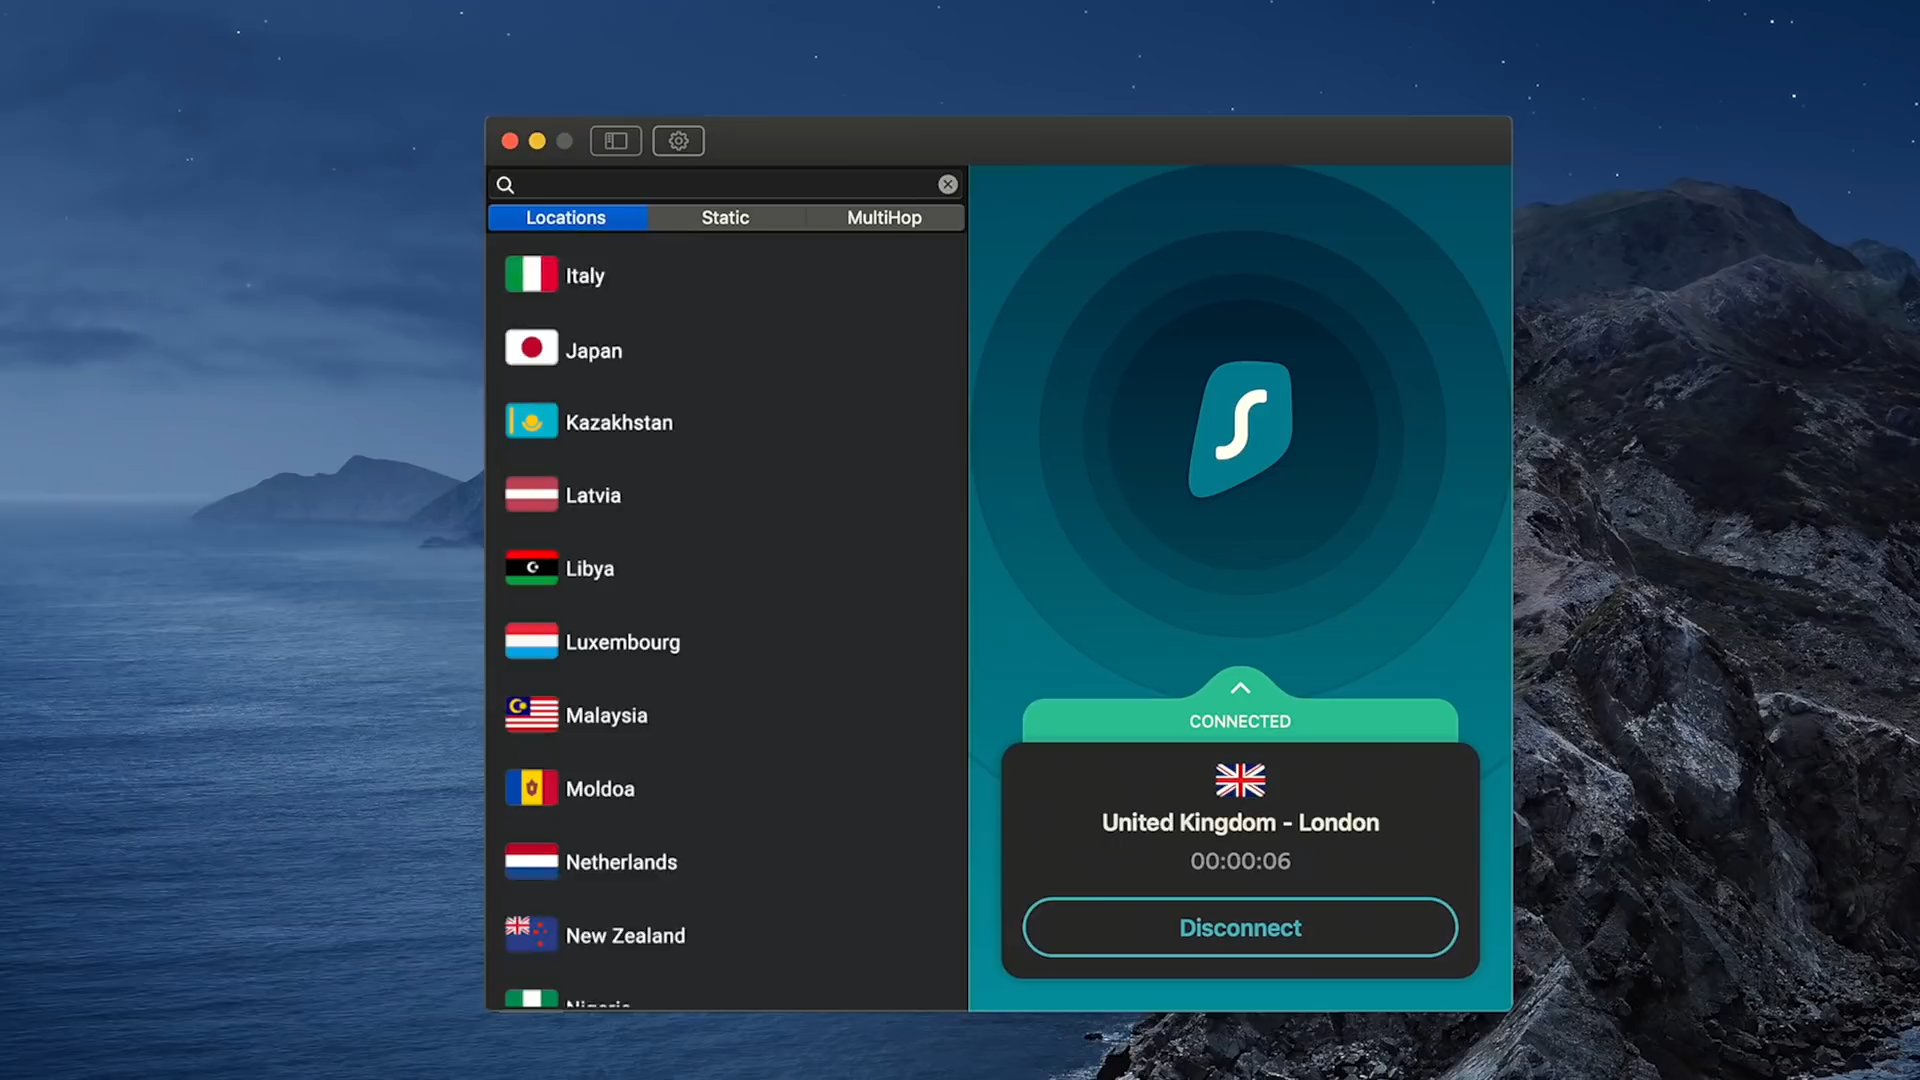 Locations Static MultiHop
Italy
Japan
Kazakhstan
Latvia
Libya
Luxembourg
Malaysia
Moldoa
Netherlands
New Zealand
CONNECTED
United Kingdom - London
00:00:06
Disconnect